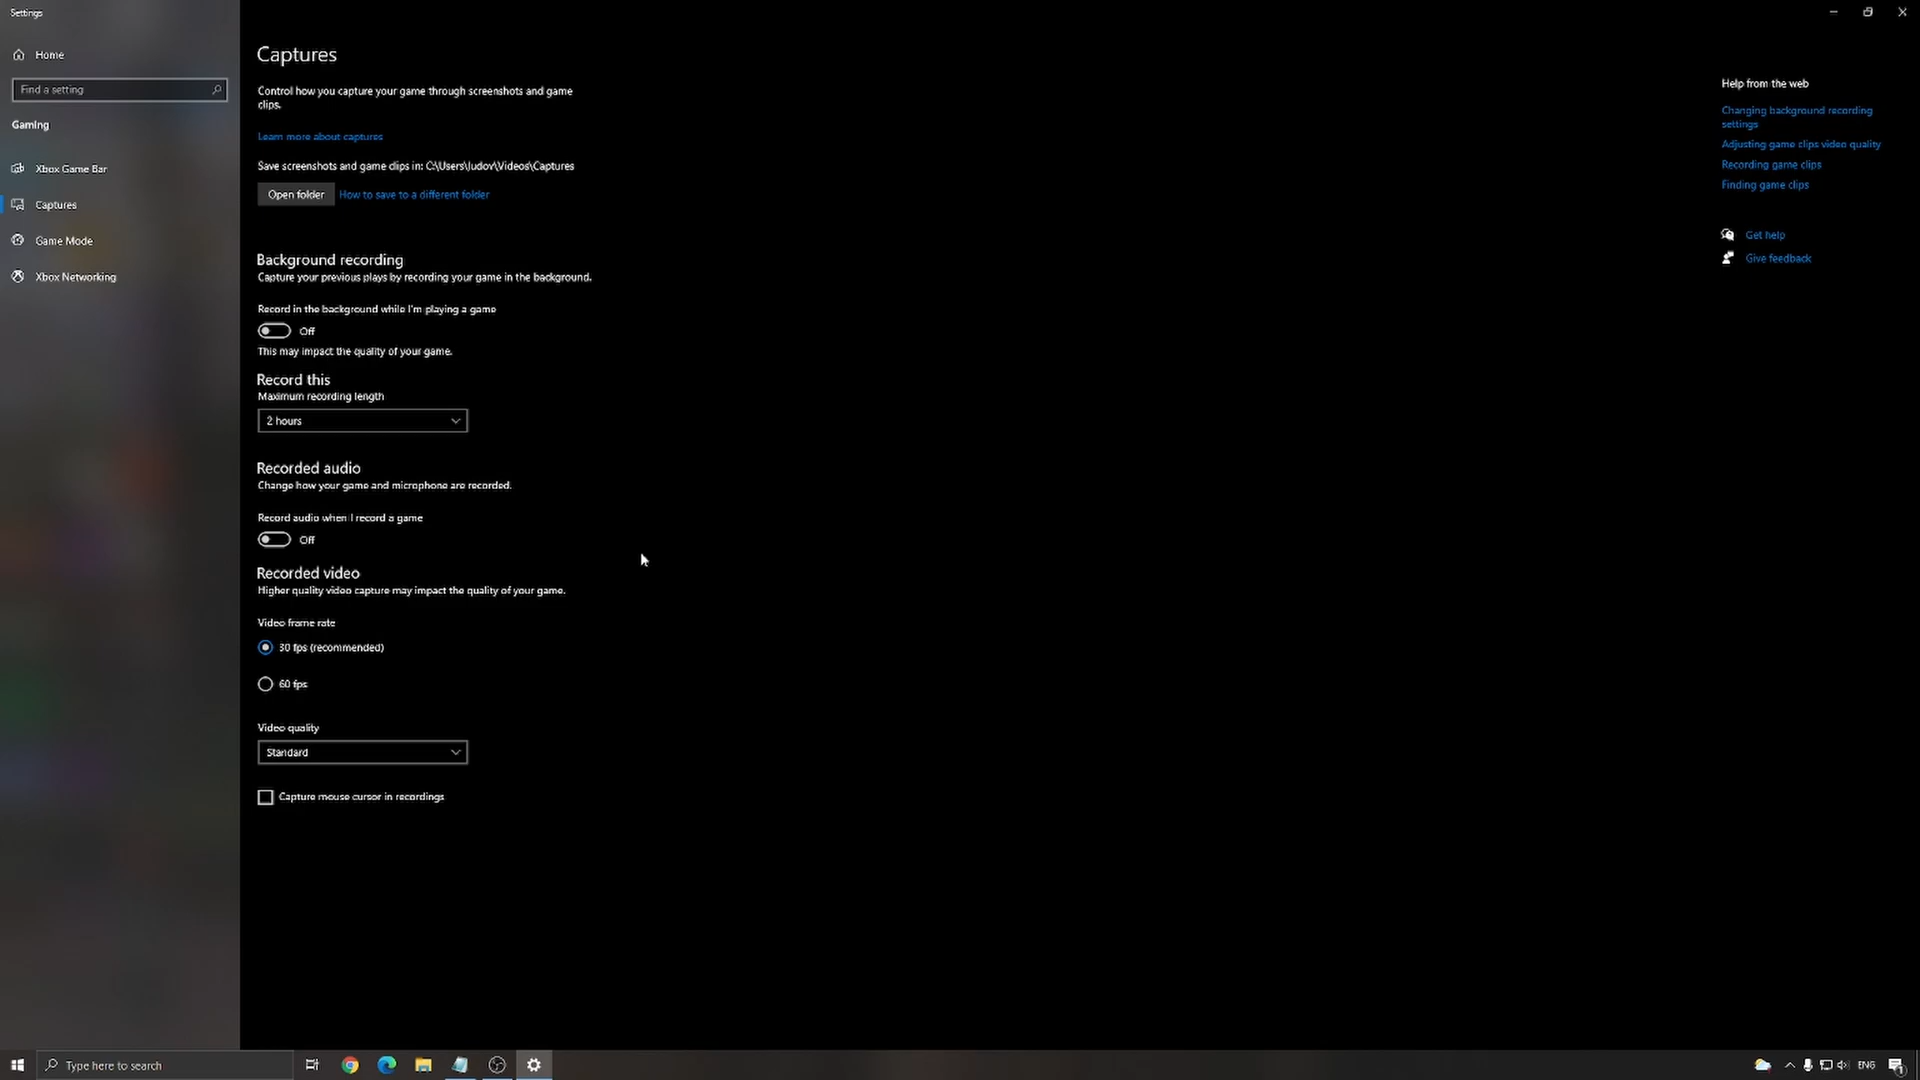 Settings
Home
Find a setting
Gaming
Xbox Game Bar
Captures
Game Mode
Xbox Networking
Captures
Control how you capture your game through screenshots and game
clips.
Learn more about captures
Save screenshots and game clips in: C:\Users\ludov\Videos\Captures
Open folder
How to save to a different folder
Background recording
Capture your previous plays by recording your game in the background.
Record in the background while I'm playing a game
Off
This may impact the quality of your game.
Record this
Maximum recording length
2 hours
Recorded audio
Change how your game and microphone are recorded.
Record audio when I record a game
Off
Recorded video
Higher quality video capture may impact the quality of your game.
Video frame rate
30 fps (recommended)
60 fps
Video quality
Standard
Capture mouse cursor in recordings
Help from the web
Changing background recording
settings
Adjusting game clips video quality
Recording game clips
Finding game clips
Get help
Give feedback
Type here to search
ENG
1